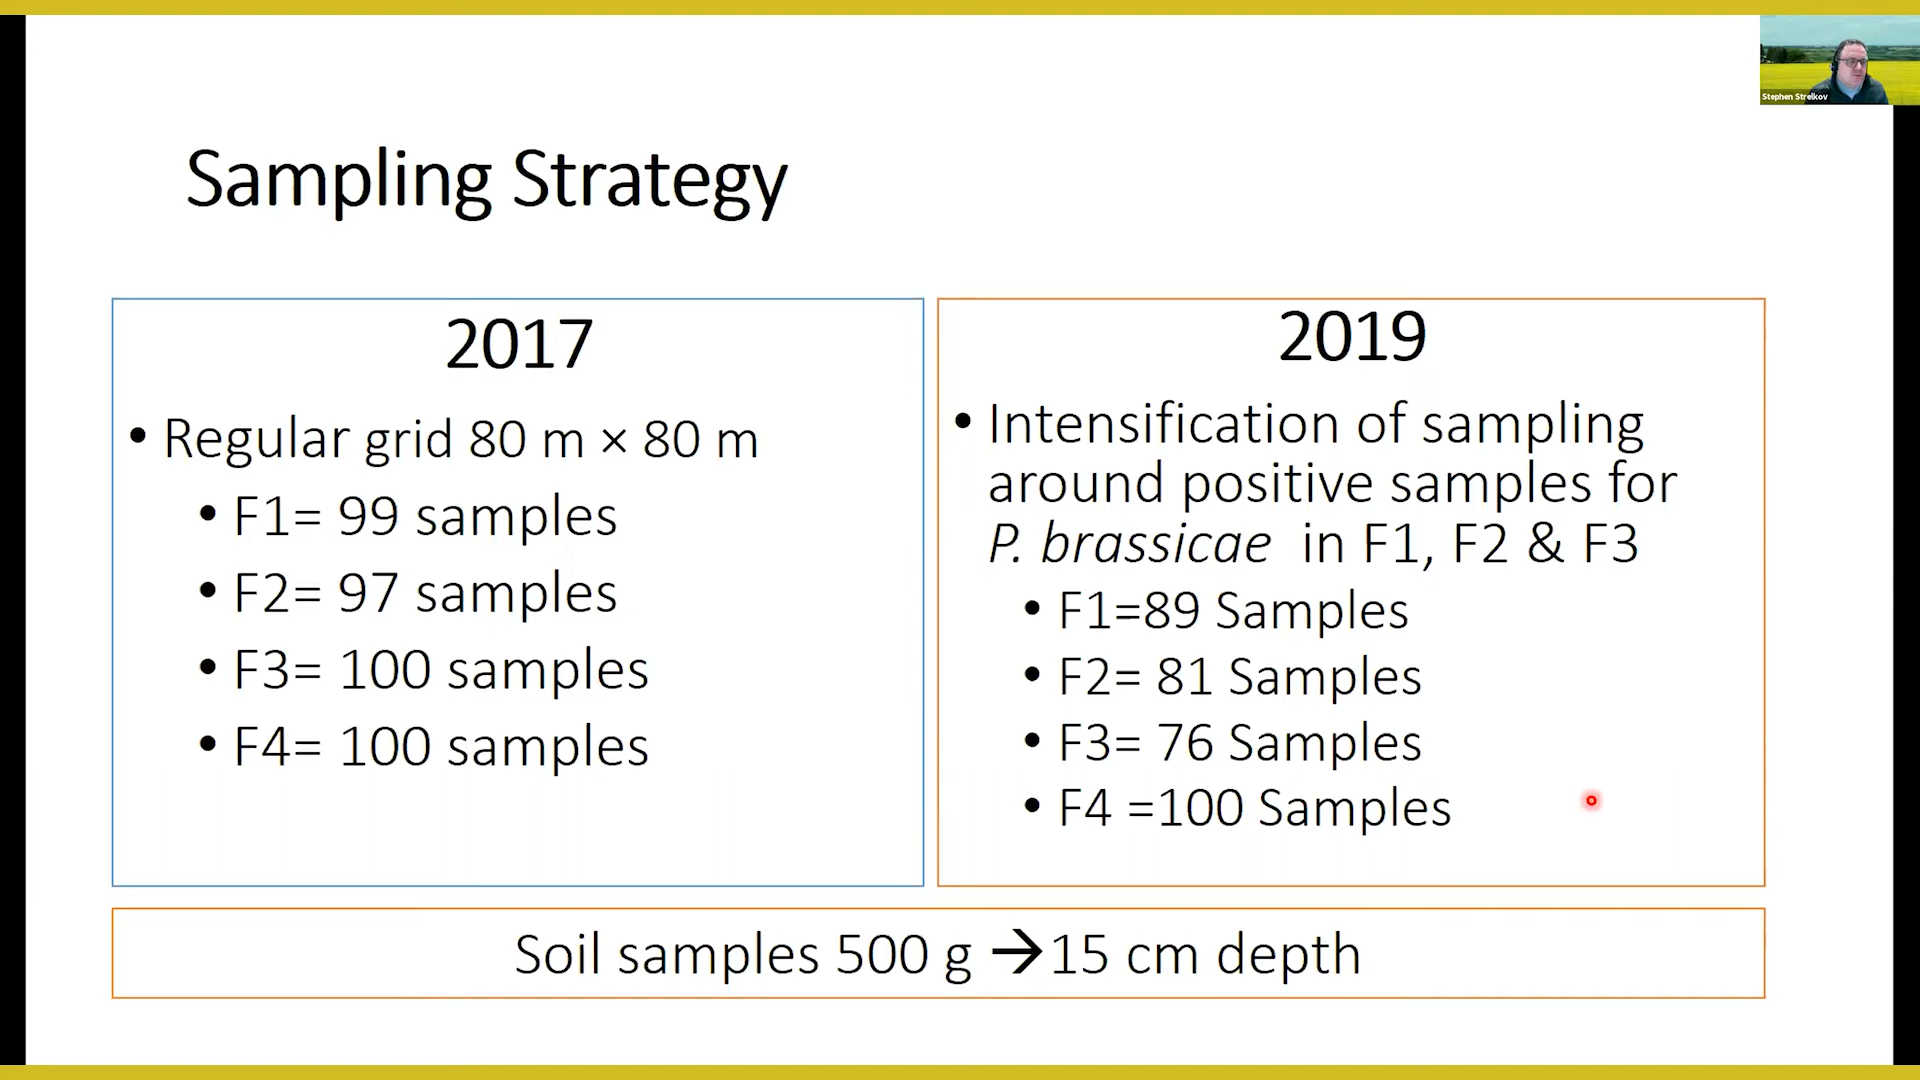 Stephen Strelkov
Sampling Strategy
2017
• Regular grid 80 m × 80 m
• F1= 99 samples
• F2= 97 samples
• F3= 100 samples
• F4= 100 samples
2019
• Intensification of sampling
around positive samples for
P. brassicae in F1, F2 & F3
• F1=89 Samples
• F2= 81 Samples
• F3= 76 Samples
• F4 =100 Samples
Soil samples 500 g →15 cm depth